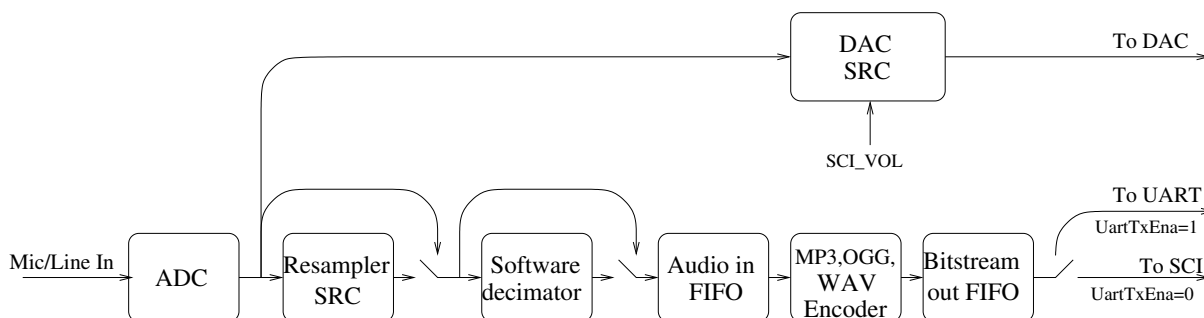 DAC
SRC
To DAC
SCI_VOL
To UART
UartTxEna=1
Mic/Line In
ADC
Resampler
SRC
Software
decimator
Audio in
FIFO
MP3,OGG,
WAV
Encoder
Bitstream
out FIFO
To SCI
UartTxEna=0